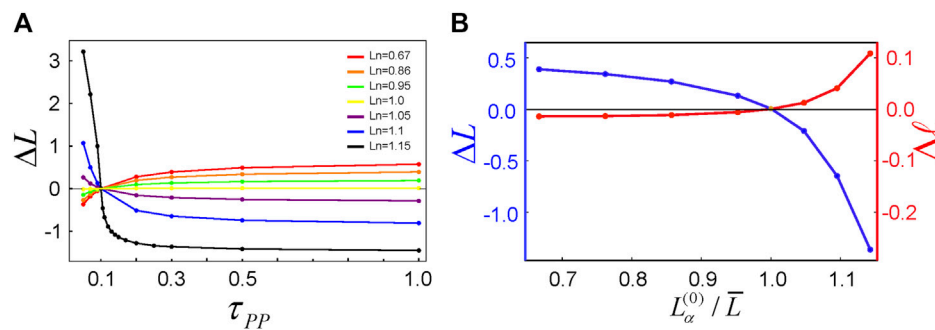 A
ΔL
3
2
1
0
-1
0.1
0.3
0.5
1.0
τ_PP
Ln=0.67
Ln=0.86
Ln=0.95
Ln=1.0
Ln=1.05
Ln=1.1
Ln=1.15
B
ΔL
0.5
0.0
-0.5
-1.0
0.7
0.8
0.9
1.0
1.1
L_α^(0) / L̅
0.1
0.0
-0.1
-0.2
Δℓ